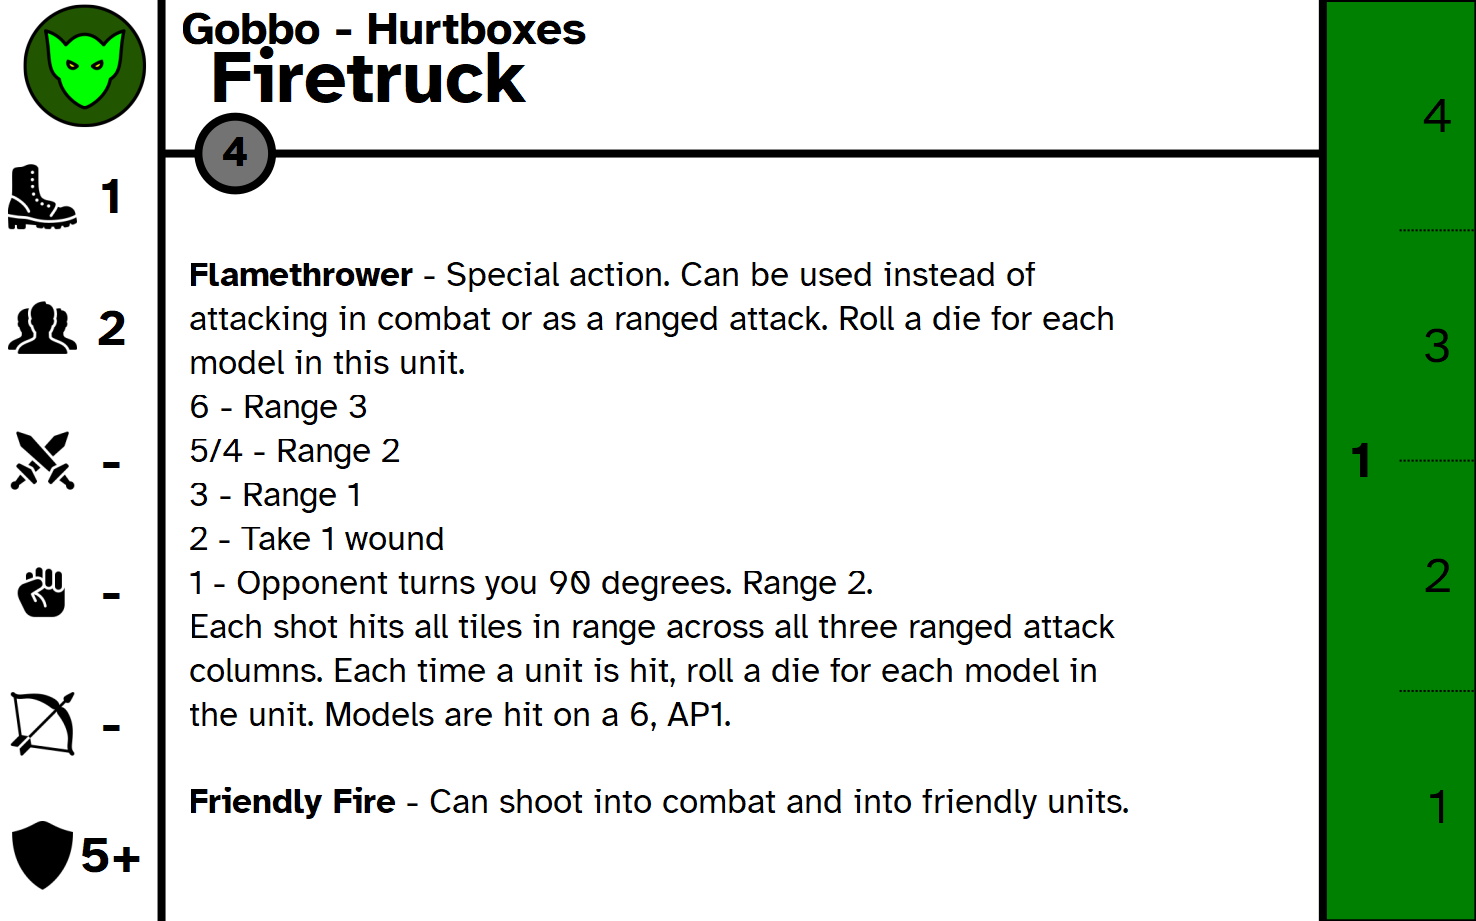 Gobbo - Hurtboxes
Firetruck
4
1
2
-
-
-
5+
Flamethrower - Special action. Can be used instead of
attacking in combat or as a ranged attack. Roll a die for each
model in this unit.
6 - Range 3
5/4 - Range 2
3 - Range 1
2 - Take 1 wound
1 - Opponent turns you 90 degrees. Range 2.
Each shot hits all tiles in range across all three ranged attack
columns. Each time a unit is hit, roll a die for each model in
the unit. Models are hit on a 6, AP1.
Friendly Fire - Can shoot into combat and into friendly units.
4
3
1
2
1